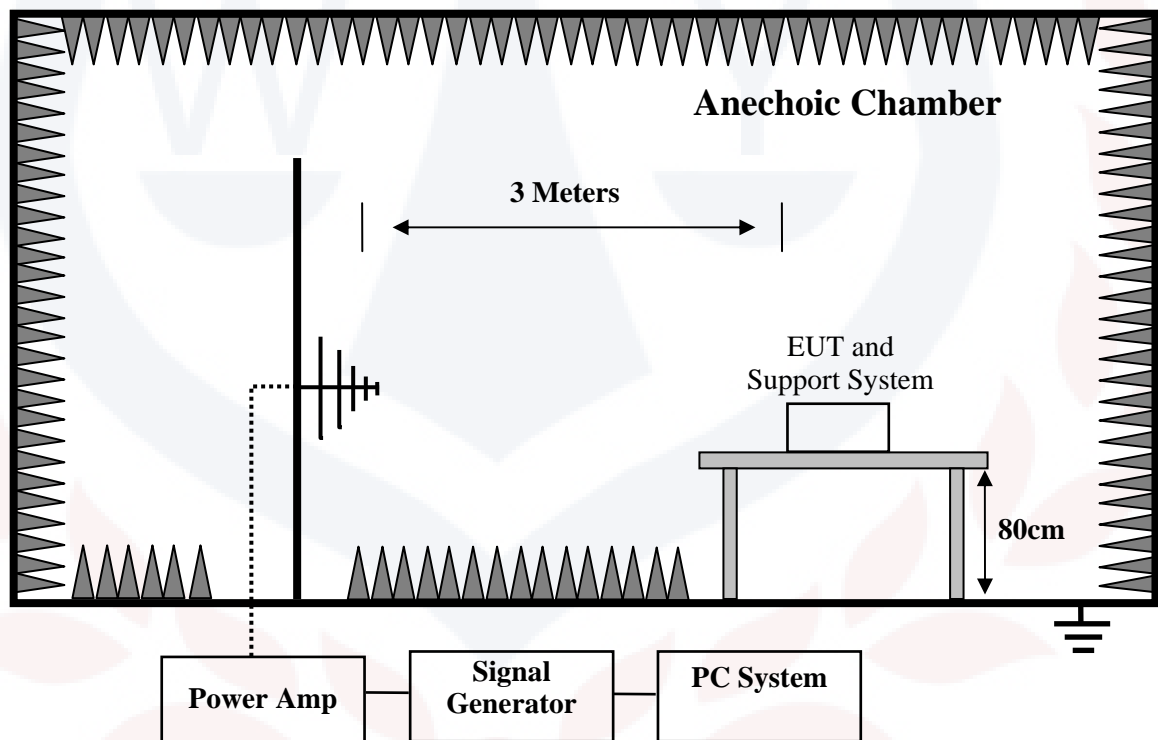 Anechoic Chamber
3 Meters
EUT and
Support System
80cm
Power Amp
Signal
Generator
PC System